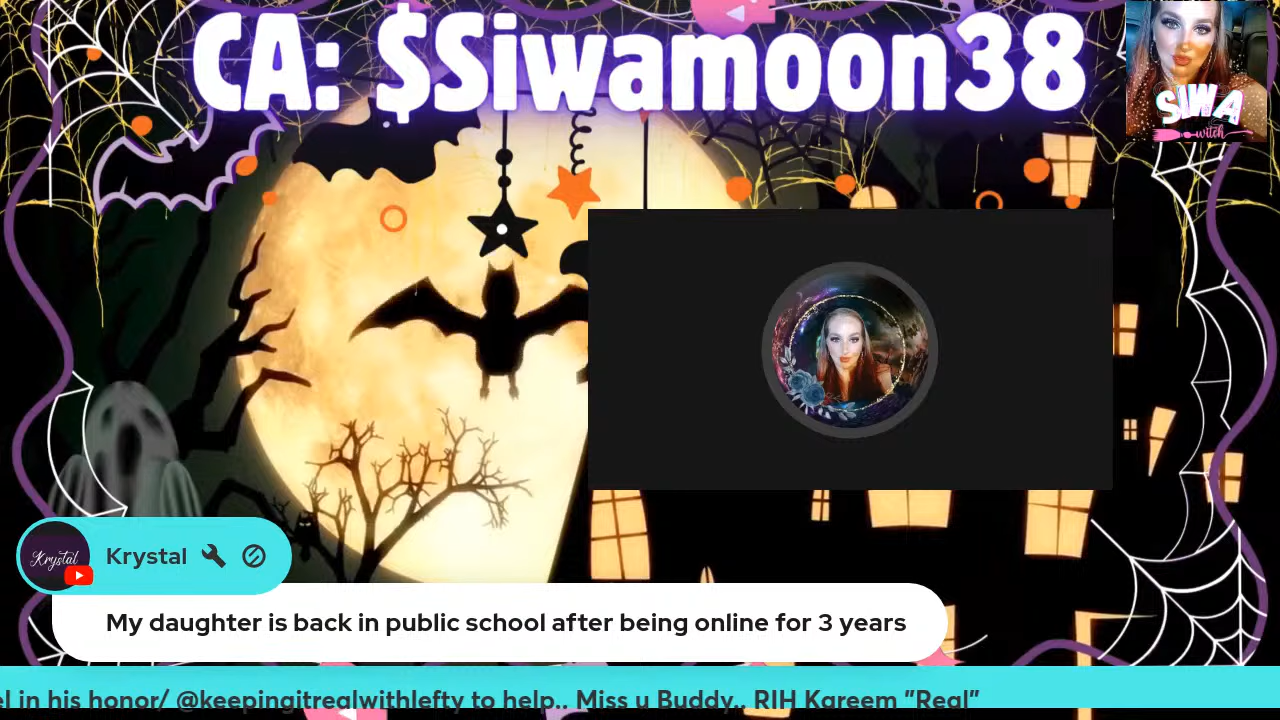 CA: $Siwamoon38
SIWA
witch
Krystal
Krystal
My daughter is back in public school after being online for 3 years
el in his honor/ @keepingitrealwithlefty to help.. Miss u Buddy.. RIH Kareem "Real"